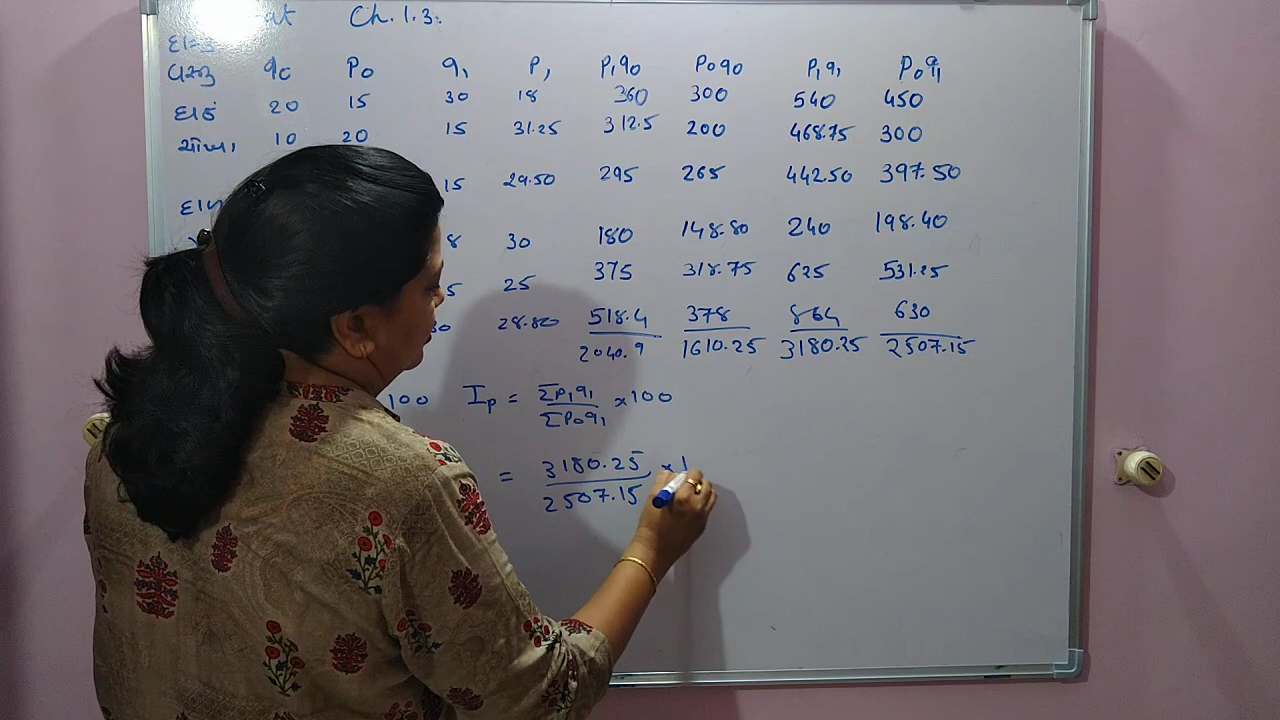 at Ch. 1.3:
વસ્તુ q0 P0 q1 P1 P1q0 P0q0 P1q1 P0q1
ઘઉં 20 15 30 18 360 300 540 450
ચોખા 10 20 15 31.25 312.5 200 468.75 300
15 29.50 295 265 442.50 397.50
8 30 180 148.80 240 198.40
5 25 375 318.75 625 531.25
30 28.80 518.4 378 864 630
2040.9 1610.25 3180.25 2507.15
100 Ip = ΣP1q1 / ΣP0q1 ×100
= 3180.25 / 2507.15 ×1